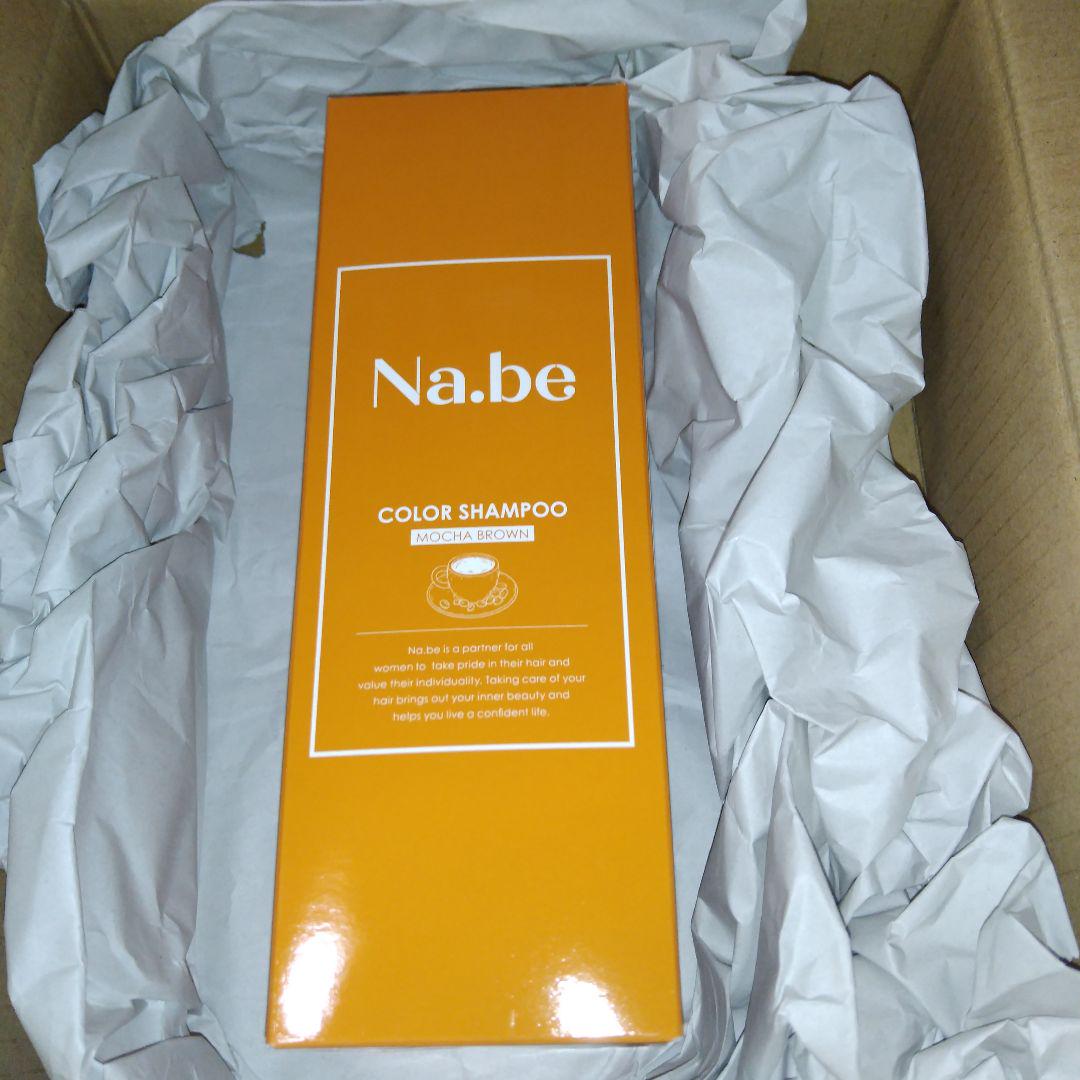 Na.be
COLOR SHAMPOO
MOCHA BROWN
Na.be is a partner for all
women to take pride in their hair and
value their individuality. Taking care of your
hair brings out your inner beauty and
helps you live a confident life.